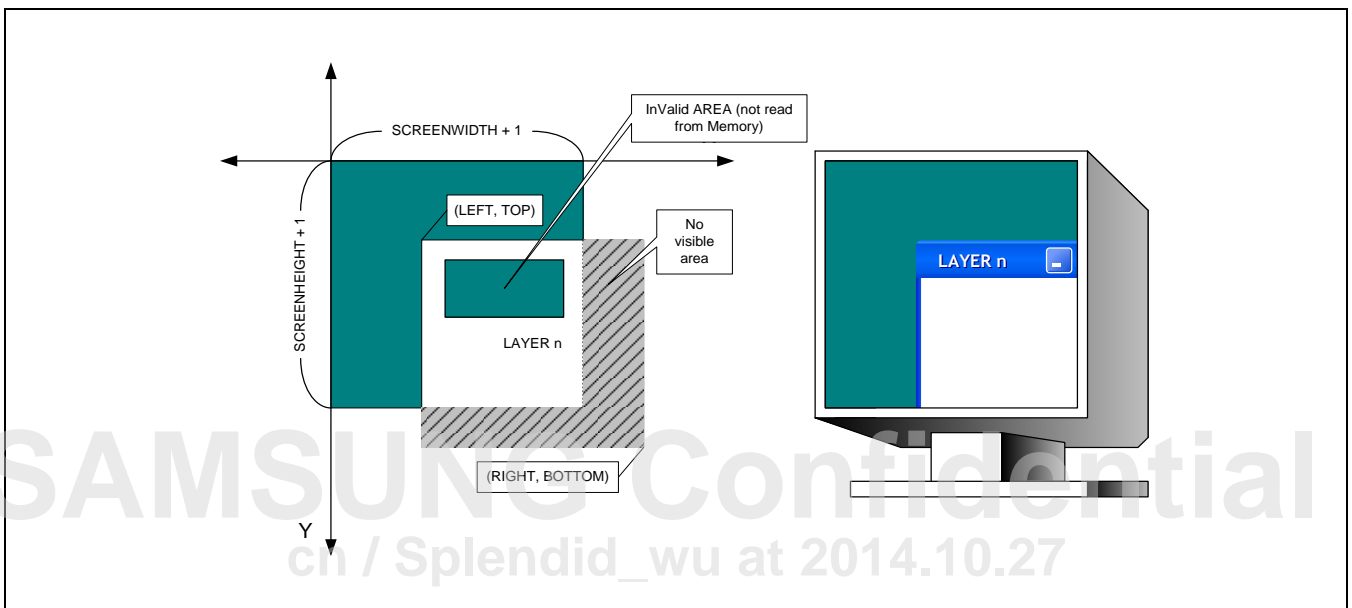 InValid AREA (not read
from Memory)
SCREENWIDTH + 1
(LEFT, TOP)
No
visible
area
SCREENHEIGHT + 1
LAYER n
LAYER n
(RIGHT, BOTTOM)
Y
SAMSUNG Confidential
cn / Splendid_wu at 2014.10.27